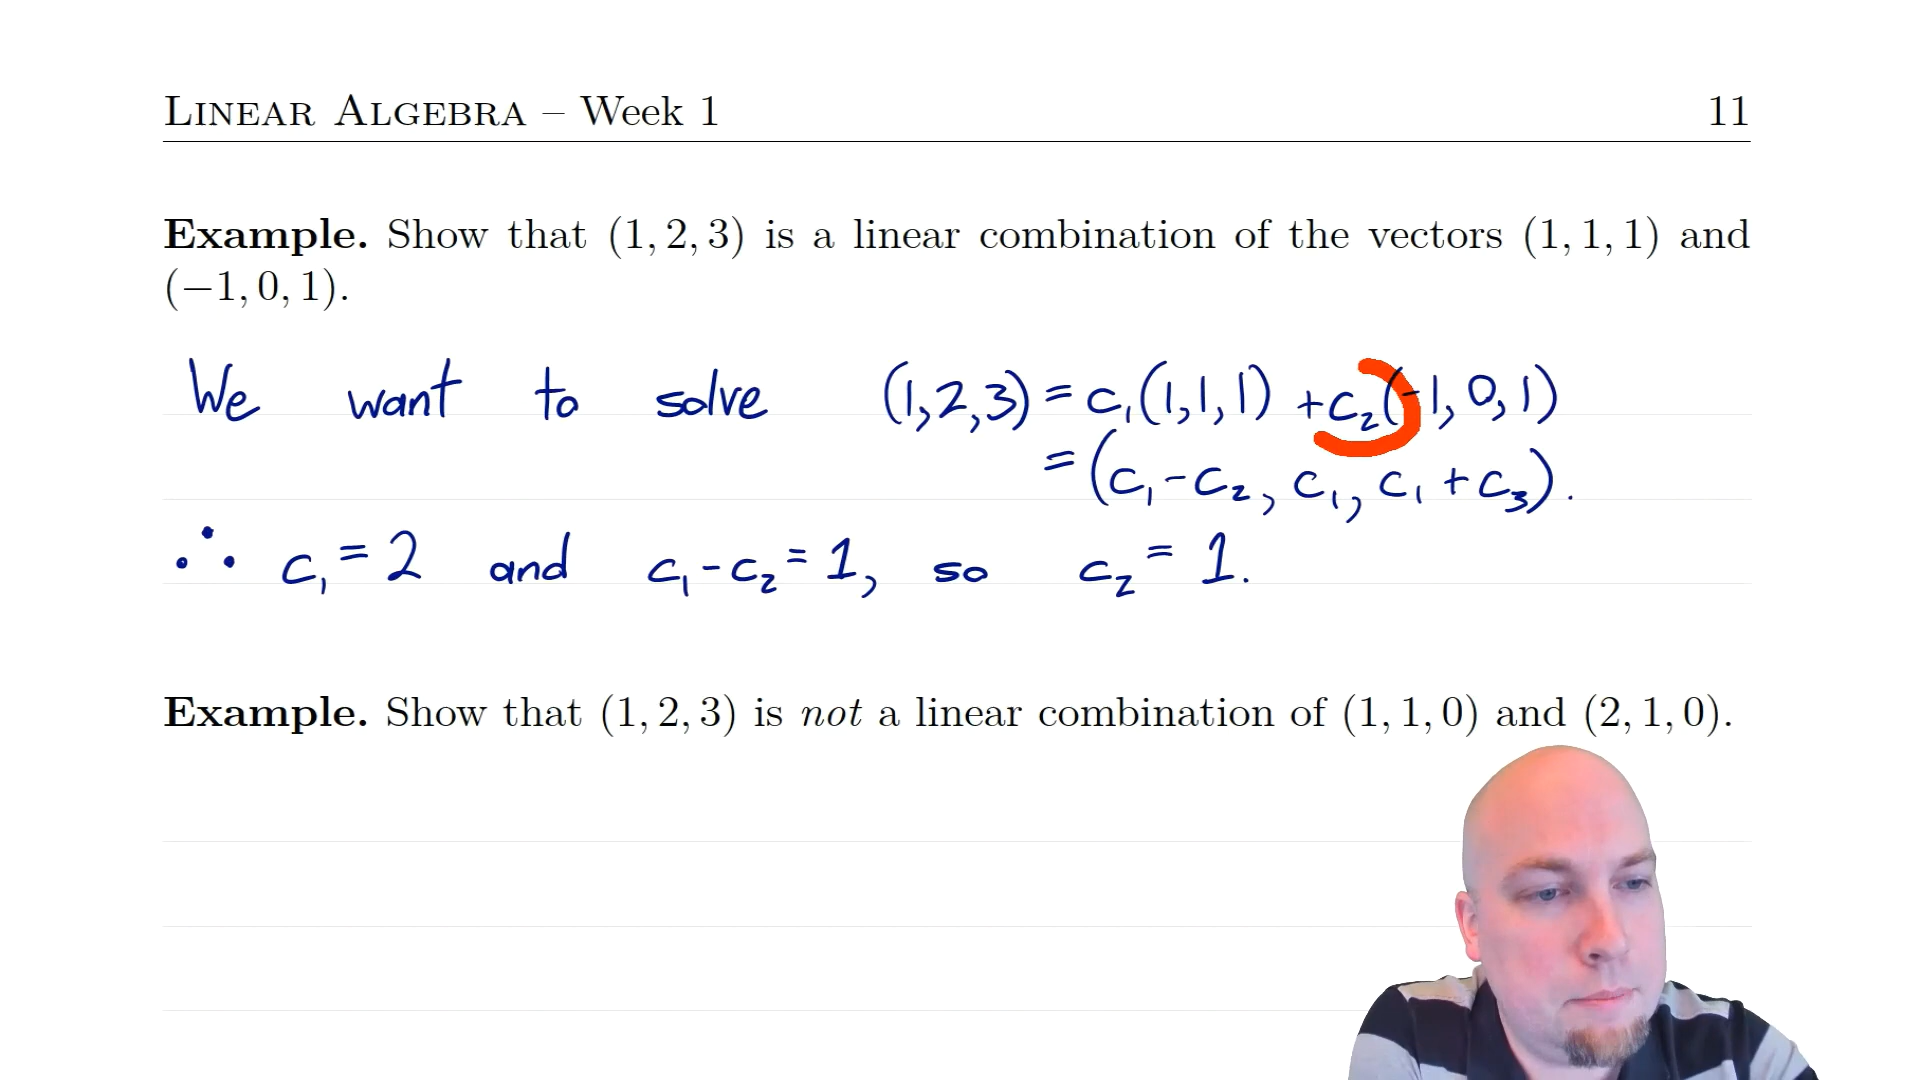 LINEAR ALGEBRA – Week 1 11
Example. Show that (1, 2, 3) is a linear combination of the vectors (1, 1, 1) and
(−1, 0, 1).
We want to solve (1,2,3) = c₁(1,1,1) + c₂(-1,0,1)
= (c₁-c₂, c₁, c₁+c₃).
∴ c₁ = 2 and c₁-c₂ = 1, so c₂ = 1.
Example. Show that (1, 2, 3) is not a linear combination of (1, 1, 0) and (2, 1, 0).